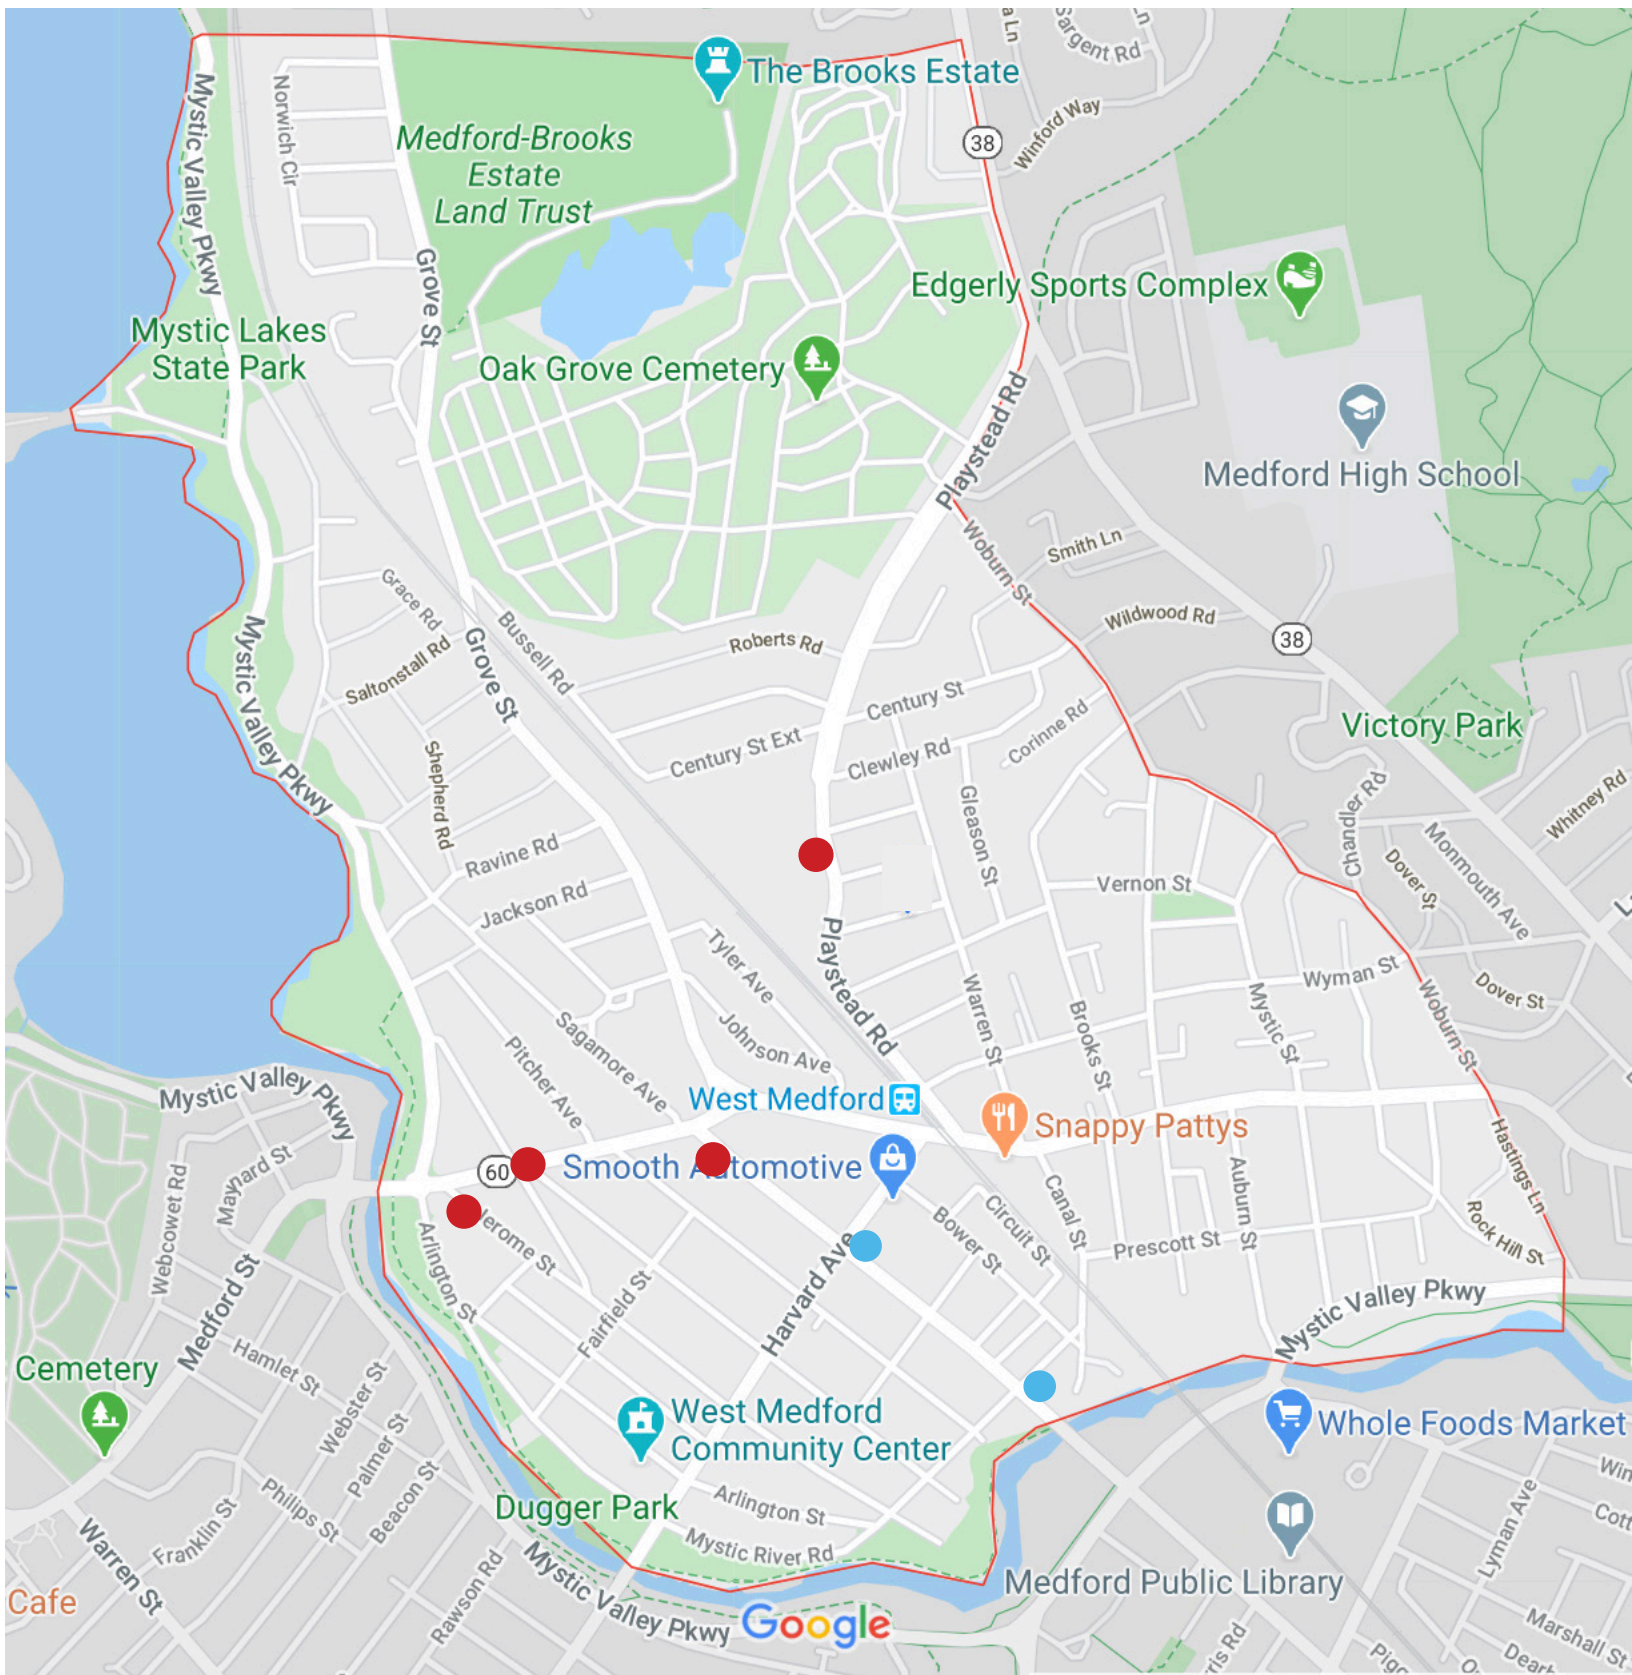 The Brooks Estate
Sargent Rd
Norwich Cir
Mystic Valley Pkwy
Medford-Brooks
Estate
Land Trust
38
Winford Way
Grove St
Edgerly Sports Complex
Mystic Lakes
State Park
Oak Grove Cemetery
Playstead Rd
Medford High School
Woburn St
Smith Ln
Grace Rd
Bussell Rd
Wildwood Rd
38
Roberts Rd
Saltonstall Rd
Grove St
Mystic Valley Pkwy
Century St
Century St Ext
Corinne Rd
Victory Park
Clewley Rd
Shepherd Rd
Gleason St
Chandler Rd
Whitney Rd
Monmouth Ave
Ravine Rd
Vernon St
Dover St
Jackson Rd
Playstead Rd
Tyler Ave
Wyman St
Warren St
Mystic St
Woburn St
Dover St
Brooks St
Sagamore Ave
Johnson Ave
Pitcher Ave
Mystic Valley Pkwy
West Medford
Snappy Pattys
Hastings Ln
Smooth Automotive
60
Maynard St
Webcowet Rd
Auburn St
Canal St
Circuit St
Bower St
Jerome St
Arlington St
Prescott St
Rock Hill St
Medford St
Harvard Ave
Fairfield St
Mystic Valley Pkwy
Hamlet St
Cemetery
Webster St
West Medford
Community Center
Whole Foods Market
Palmer St
Beacon St
Philips St
Franklin St
Dugger Park
Arlington St
Mystic River Rd
Lyman Ave
Warren St
Rawson Rd
Mystic Valley Pkwy
Medford Public Library
Cafe
Google
Marshall St